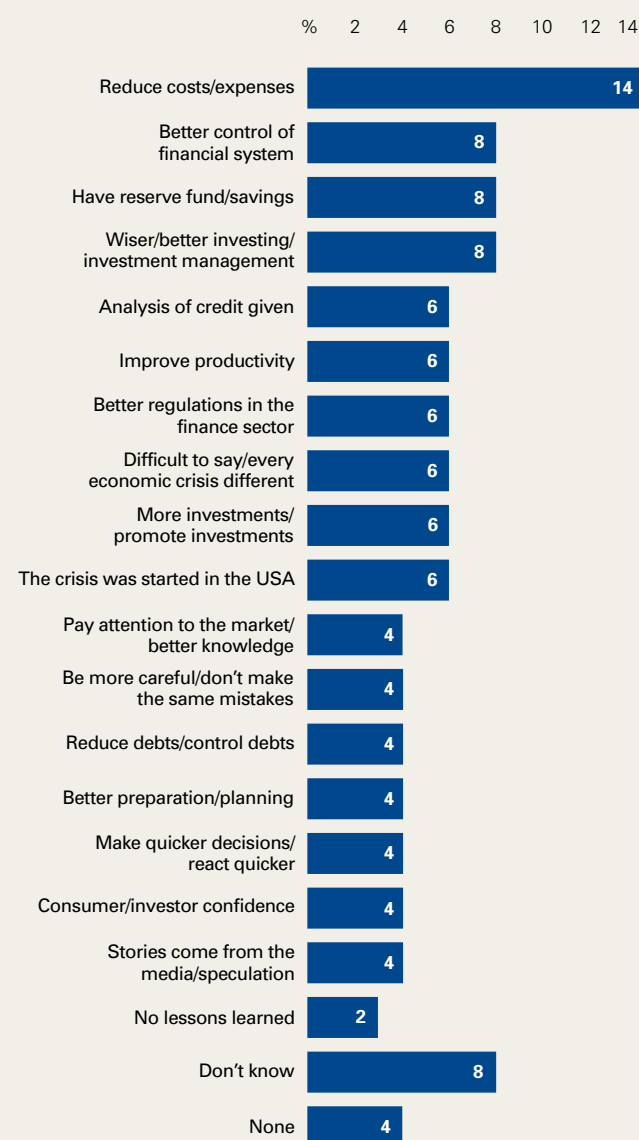 % 2 4 6 8 10 12 14
Reduce costs/expenses 14
Better control of
financial system 8
Have reserve fund/savings 8
Wiser/better investing/
investment management 8
Analysis of credit given 6
Improve productivity 6
Better regulations in the
finance sector 6
Difficult to say/every
economic crisis different 6
More investments/
promote investments 6
The crisis was started in the USA 6
Pay attention to the market/
better knowledge 4
Be more careful/don't make
the same mistakes 4
Reduce debts/control debts 4
Better preparation/planning 4
Make quicker decisions/
react quicker 4
Consumer/investor confidence 4
Stories come from the
media/speculation 4
No lessons learned 2
Don't know 8
None 4